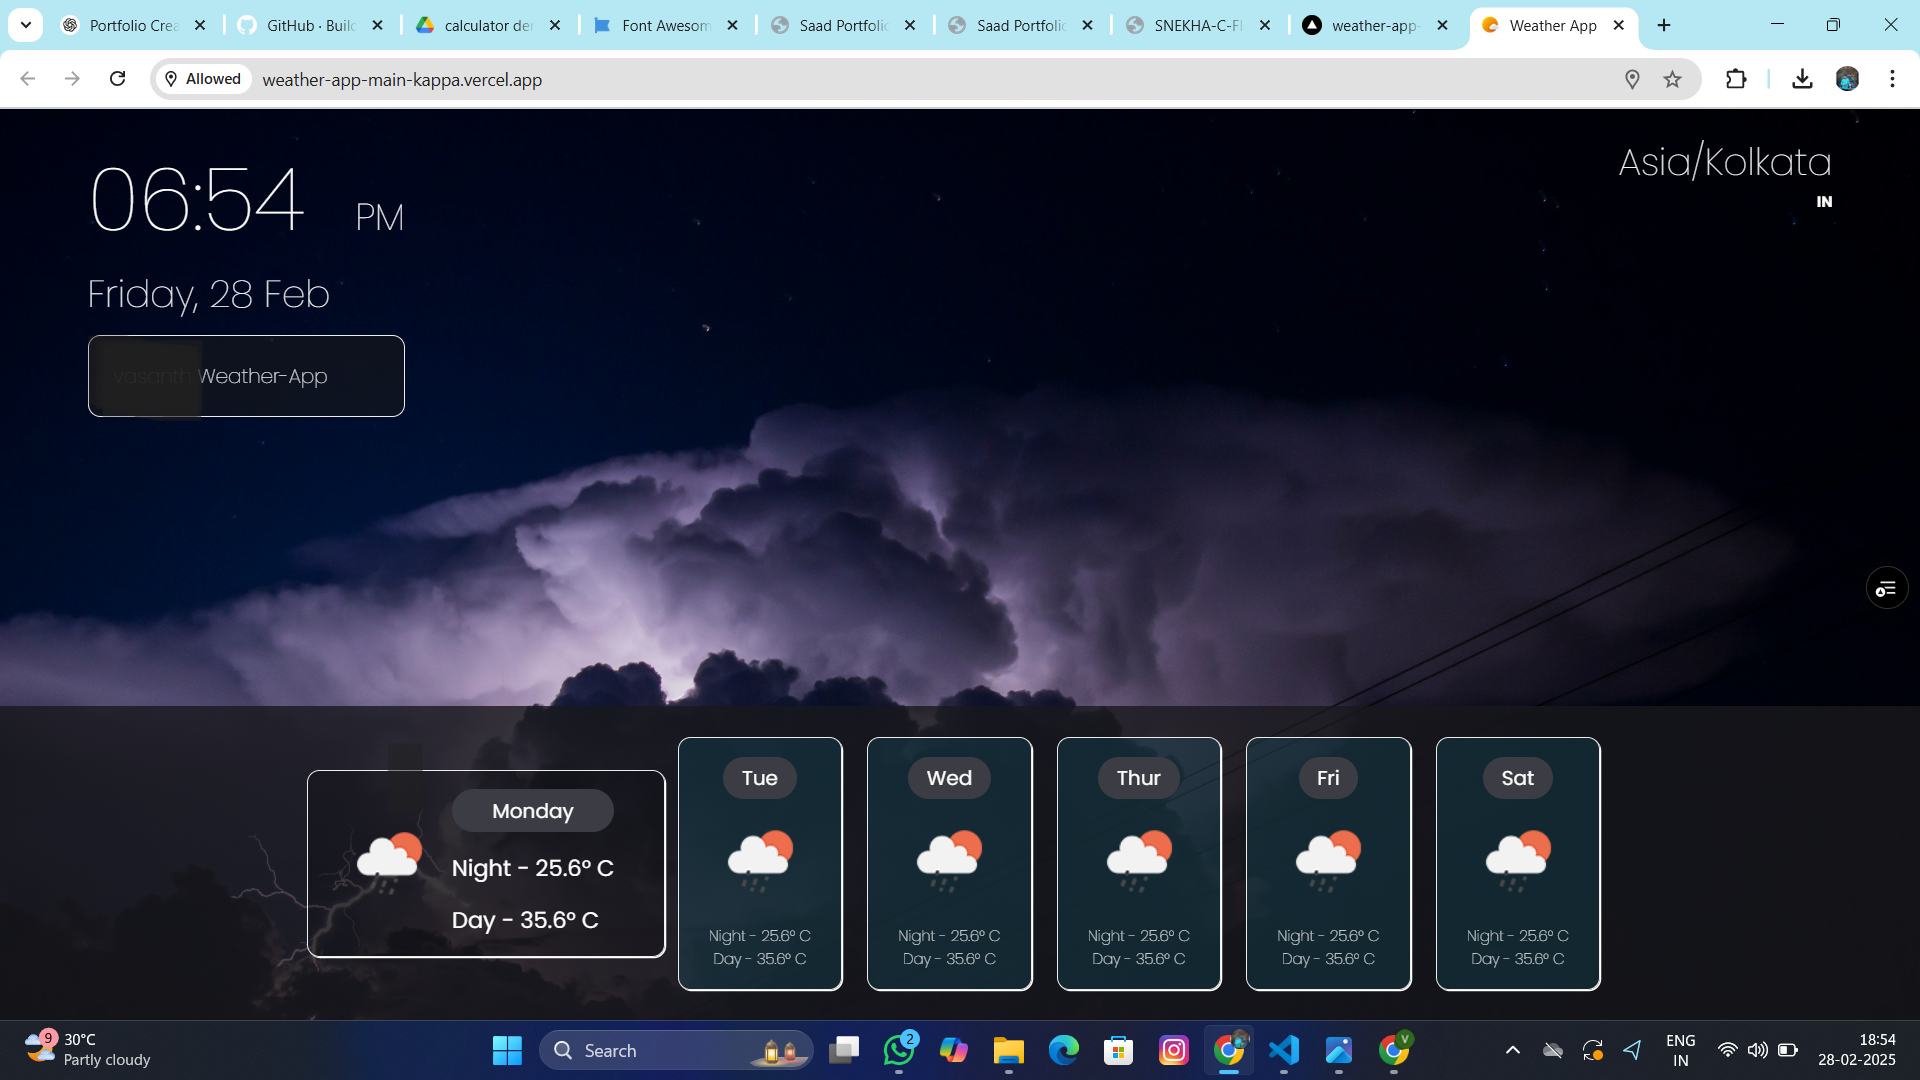 Portfolio Crea
GitHub · Build
calculator der
Font Awesom
Saad Portfolio
Saad Portfolio
SNEKHA-C-FI
weather-app-
Weather App
Allowed
weather-app-main-kappa.vercel.app
06:54 PM
Asia/Kolkata
IN
Friday, 28 Feb
vasanth Weather-App
Monday
Night - 25.6° C
Day - 35.6° C
Tue
Night - 25.6° C
Day - 35.6° C
Wed
Night - 25.6° C
Day - 35.6° C
Thur
Night - 25.6° C
Day - 35.6° C
Fri
Night - 25.6° C
Day - 35.6° C
Sat
Night - 25.6° C
Day - 35.6° C
9
30°C
Partly cloudy
Search
2
V
ENG
IN
18:54
28-02-2025